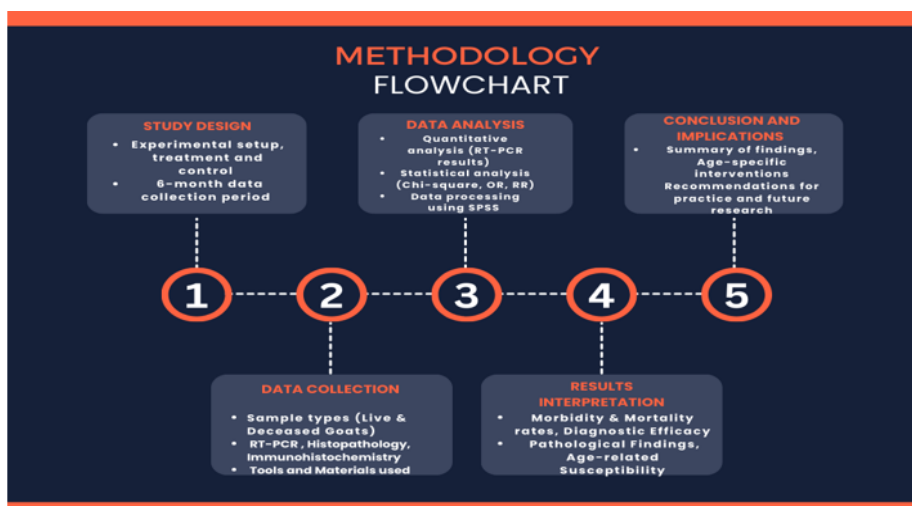 METHODOLOGY
FLOWCHART
STUDY DESIGN
• Experimental setup,
treatment and
control
• 6-month data
collection period
DATA ANALYSIS
• Quantitative
analysis (RT-PCR
results)
• Statistical analysis
(Chi-square, OR, RR)
• Data processing
using SPSS
CONCLUSION AND
IMPLICATIONS
• Summary of findings,
Age-specific
interventions
Recommendations for
practice and future
research
1
2
3
4
5
DATA COLLECTION
• Sample types (Live &
Deceased Goats)
• RT-PCR , Histopathology,
Immunohistochemistry
• Tools and Materials used
RESULTS
INTERPRETATION
• Morbidity & Mortality
rates, Diagnostic Efficacy
• Pathological Findings,
Age-related
Susceptibility